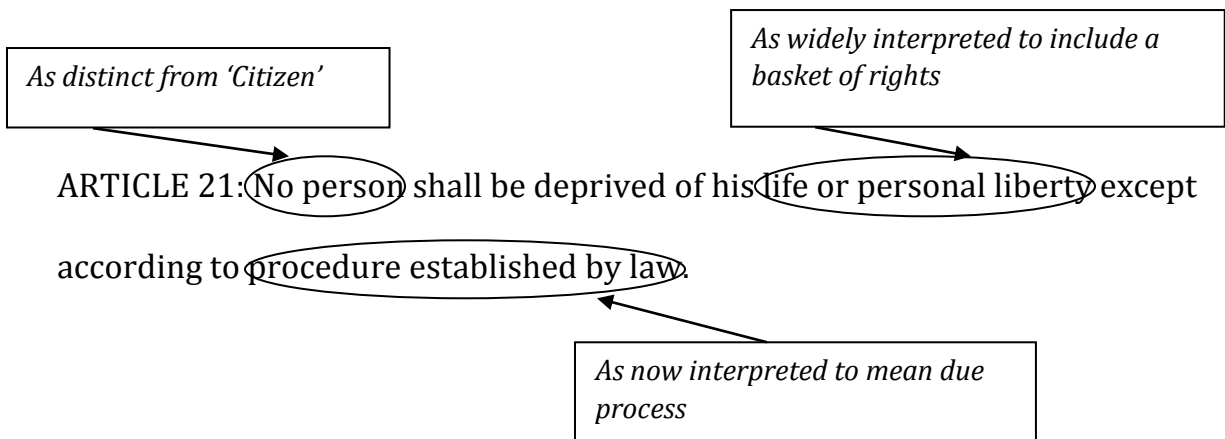 As widely interpreted to include a
basket of rights
As distinct from ‘Citizen’
ARTICLE 21: No person shall be deprived of his life or personal liberty except
according to procedure established by law.
As now interpreted to mean due
process